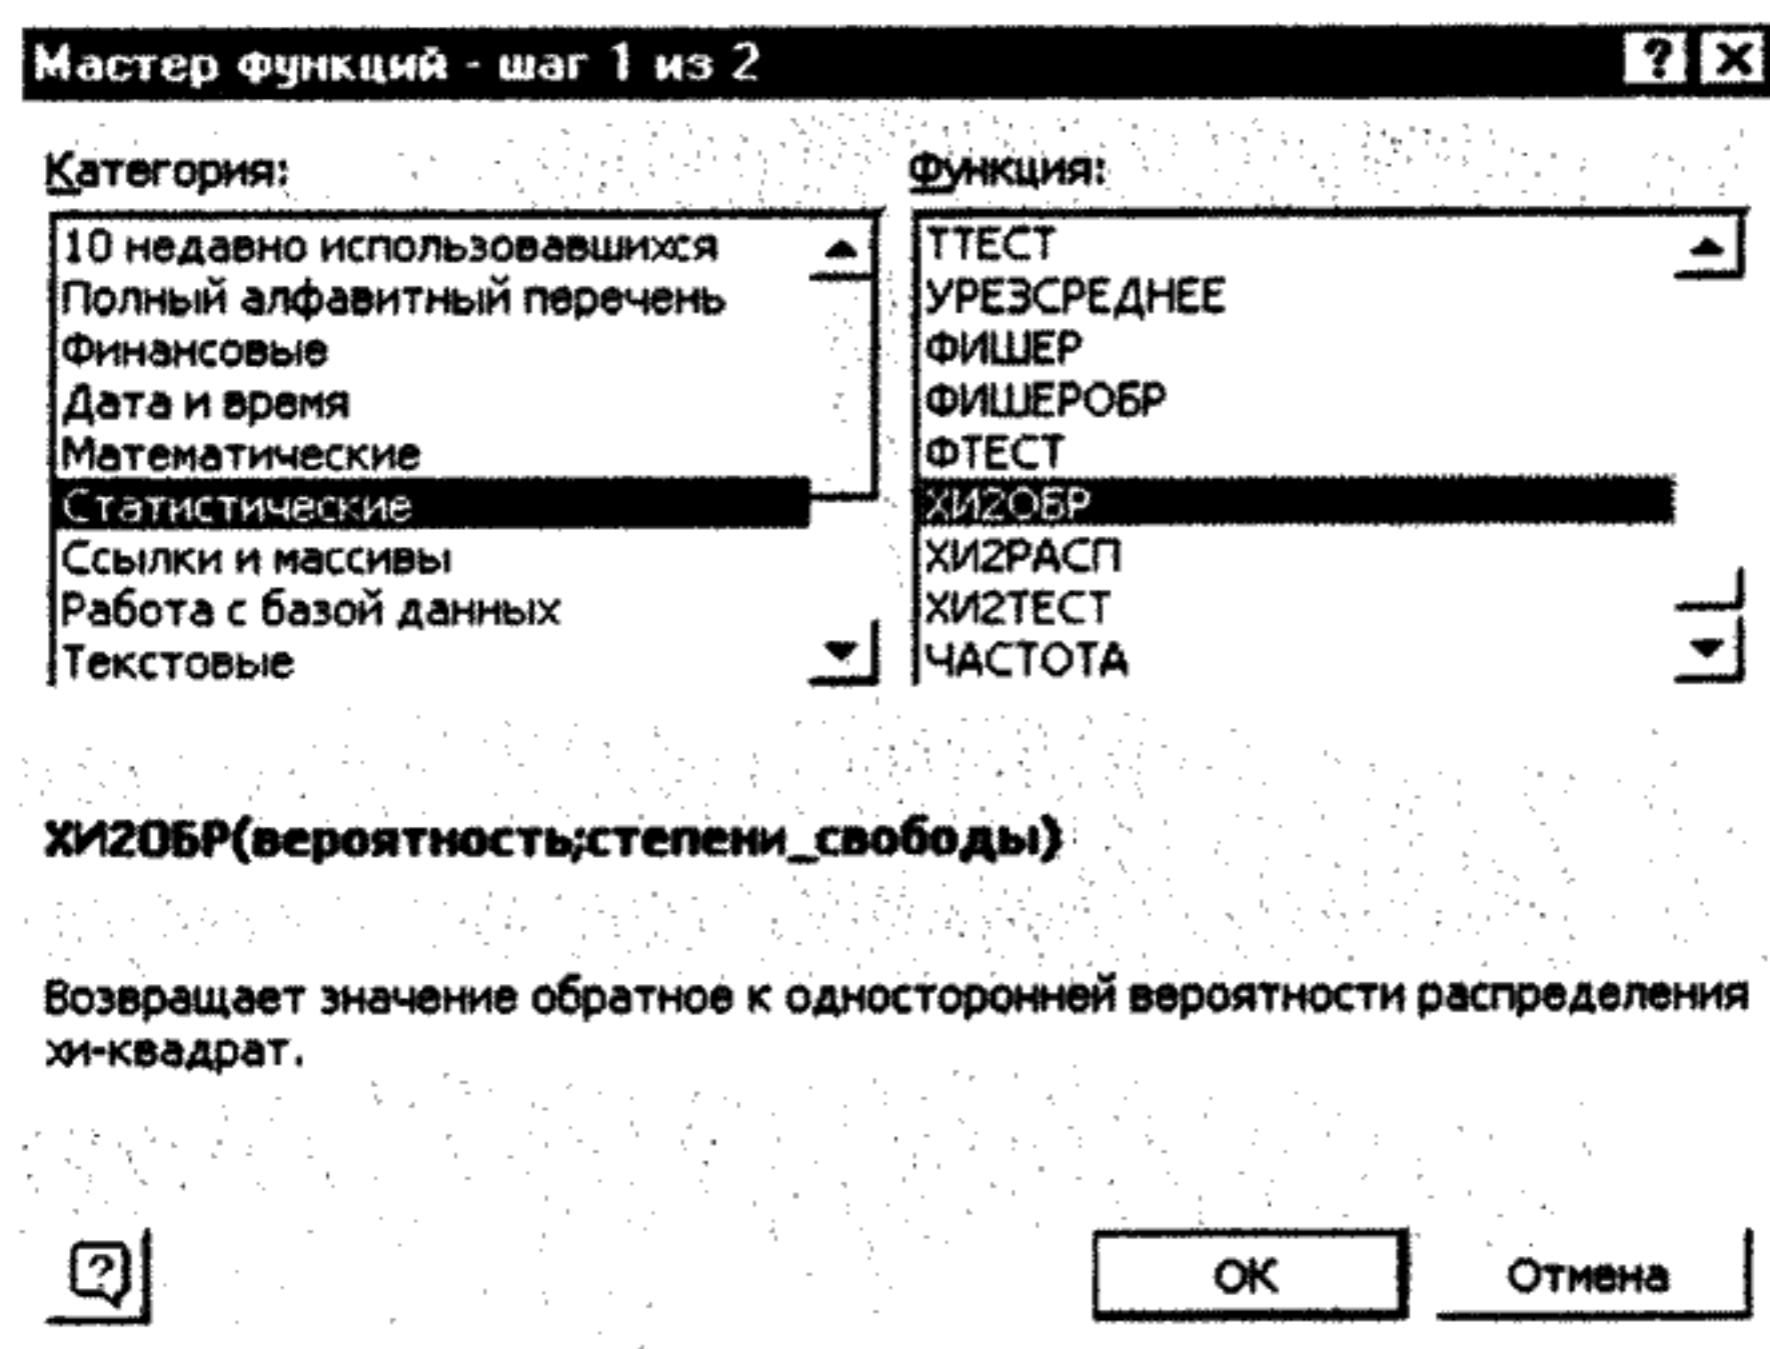 Мастер функций - шаг 1 из 2
Категория:
10 недавно использовавшихся
Полный алфавитный перечень
Финансовые
Дата и время
Математические
Статистические
Ссылки и массивы
Работа с базой данных
Текстовые
Функция:
ТТЕСТ
УРЕЗСРЕДНЕЕ
ФИШЕР
ФИШЕРОБР
ФТЕСТ
ХИ2ОБР
ХИ2РАСП
ХИ2ТЕСТ
ЧАСТОТА
ХИ2ОБР(вероятность;степени_свободы)
Возвращает значение обратное к односторонней вероятности распределения
хи-квадрат.
ОК
Отмена